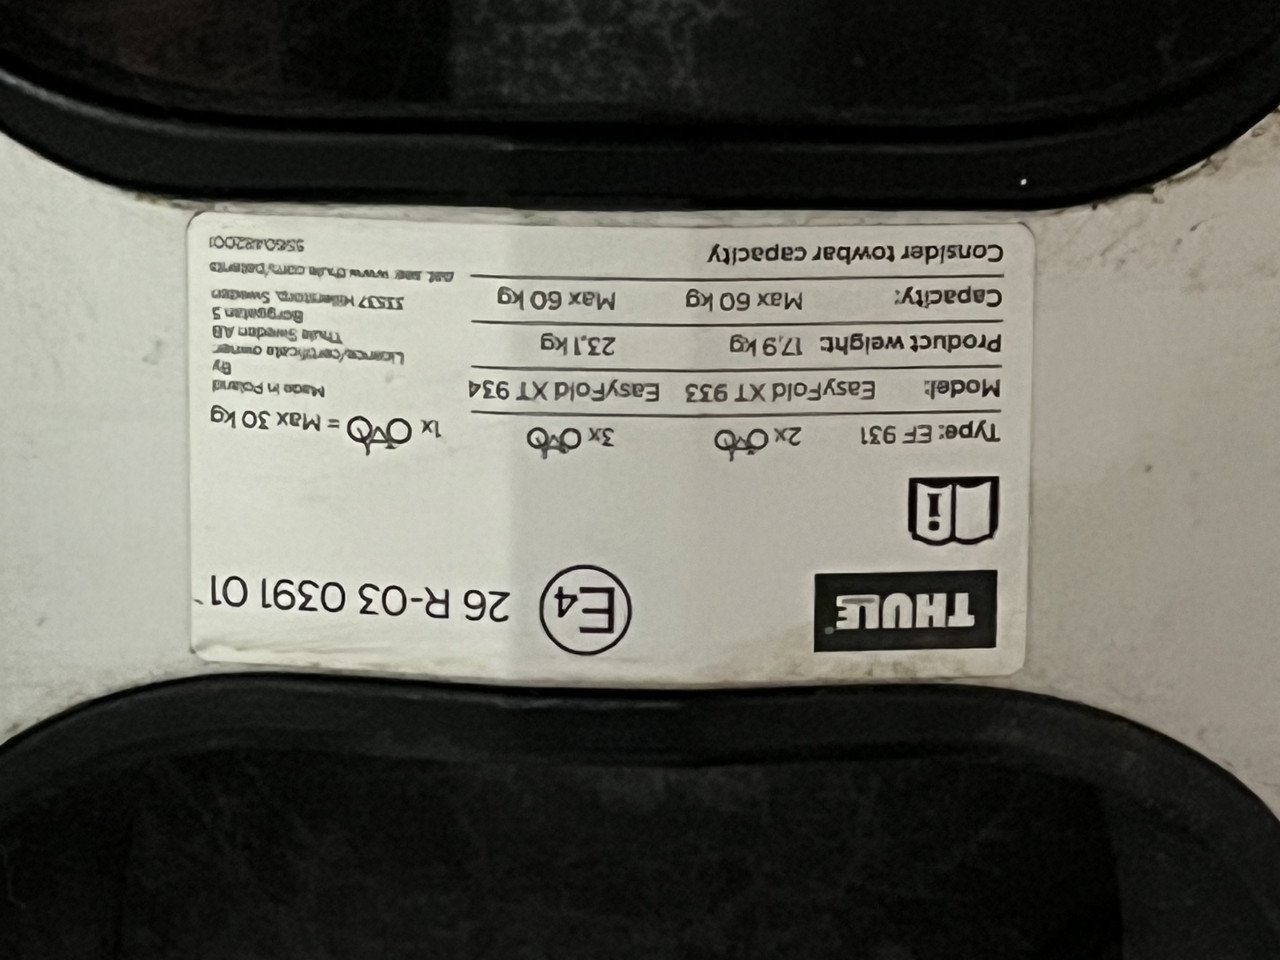 THULE
E4 26 R-03 0391 01
i
Type: EF 931 2x 3x 1x = Max 30 kg
Model: EasyFold XT 933 EasyFold XT 934
Product weight: 17,9 kg 23,1 kg
Capacity: Max 60 kg Max 60 kg
Consider towbar capacity
Made in Poland
By
Licence/certificate owner
Thule Sweden AB
Borggatan 5
33537 Hillerstorp, Sweden
Pat. see www.thule.com/patents
5560482001